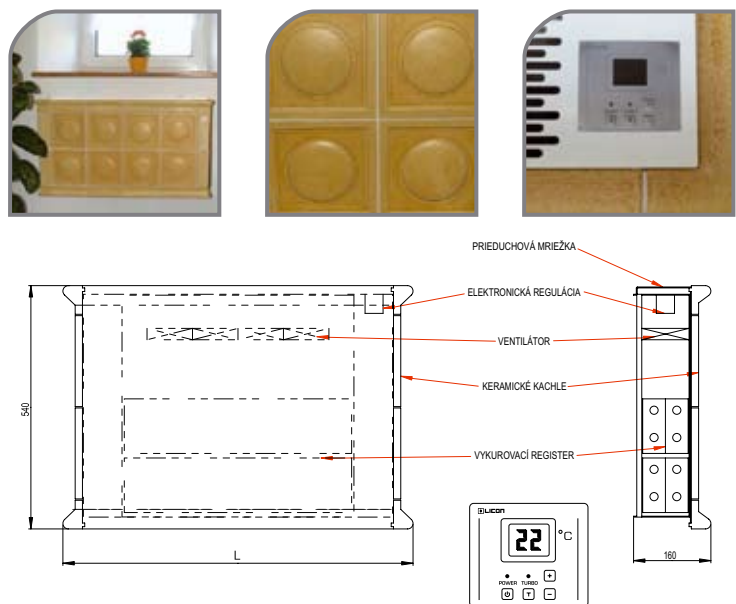 PRIEDUCHOVÁ MRIEŽKA
ELEKTRONICKÁ REGULÁCIA
VENTILÁTOR
KERAMICKÉ KACHLE
540
VYKUROVACÍ REGISTER
LICON
22 °C
L
160
POWER TURBO +
T −